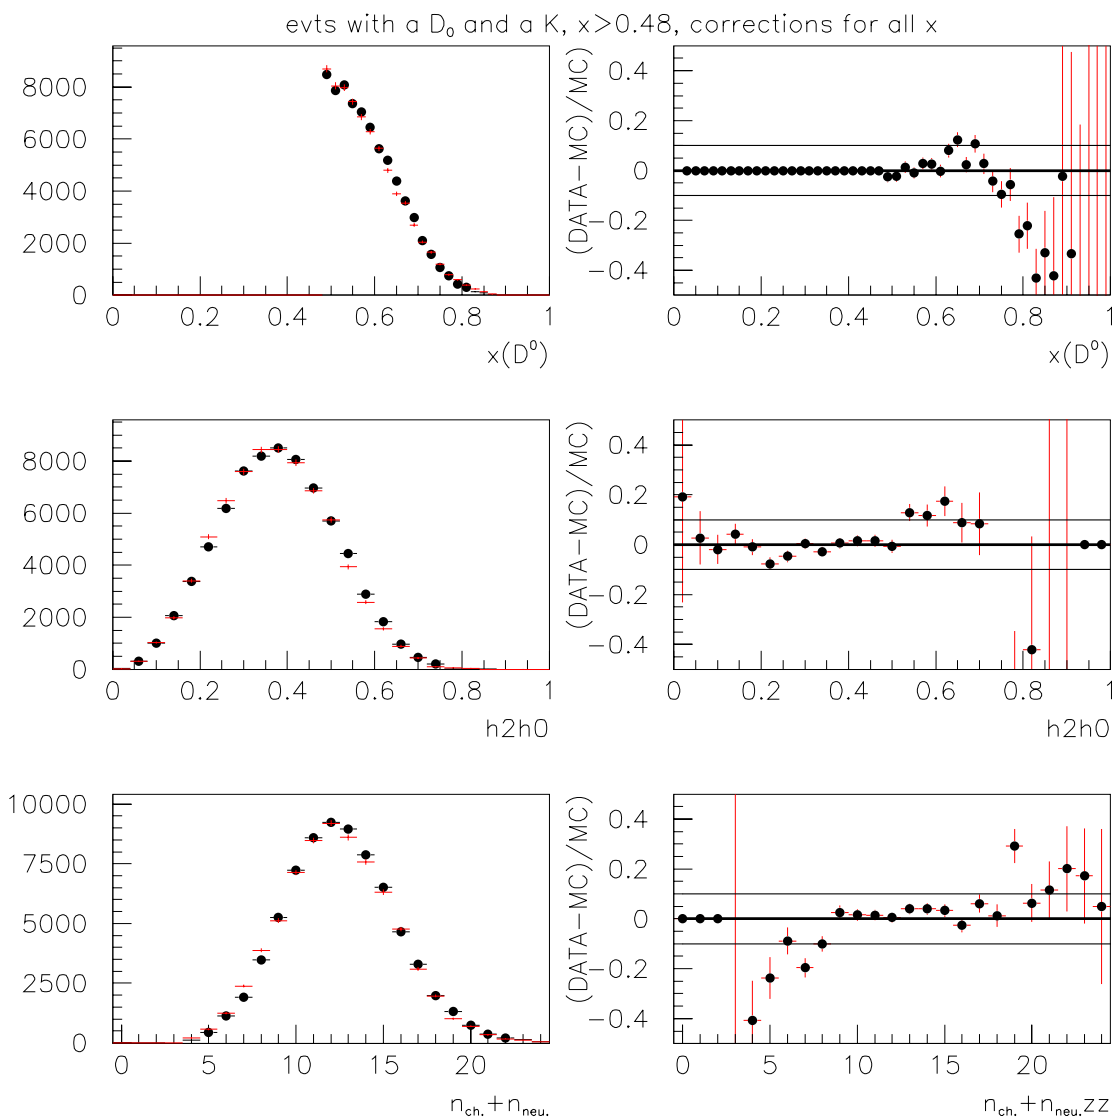 evts with a D₀ and a K, x>0.48, corrections for all x
8000
6000
4000
2000
0
0 0.2 0.4 0.6 0.8 1
x(D⁰)
(DATA−MC)/MC
0.4
0.2
0
−0.2
−0.4
0 0.2 0.4 0.6 0.8 1
x(D⁰)
8000
6000
4000
2000
0
0 0.2 0.4 0.6 0.8 1
h2h0
(DATA−MC)/MC
0.4
0.2
0
−0.2
−0.4
0 0.2 0.4 0.6 0.8 1
h2h0
10000
7500
5000
2500
0
0 5 10 15 20
n_ch.+n_neu.
(DATA−MC)/MC
0.4
0.2
0
−0.2
−0.4
0 5 10 15 20
n_ch.+n_neu.zz